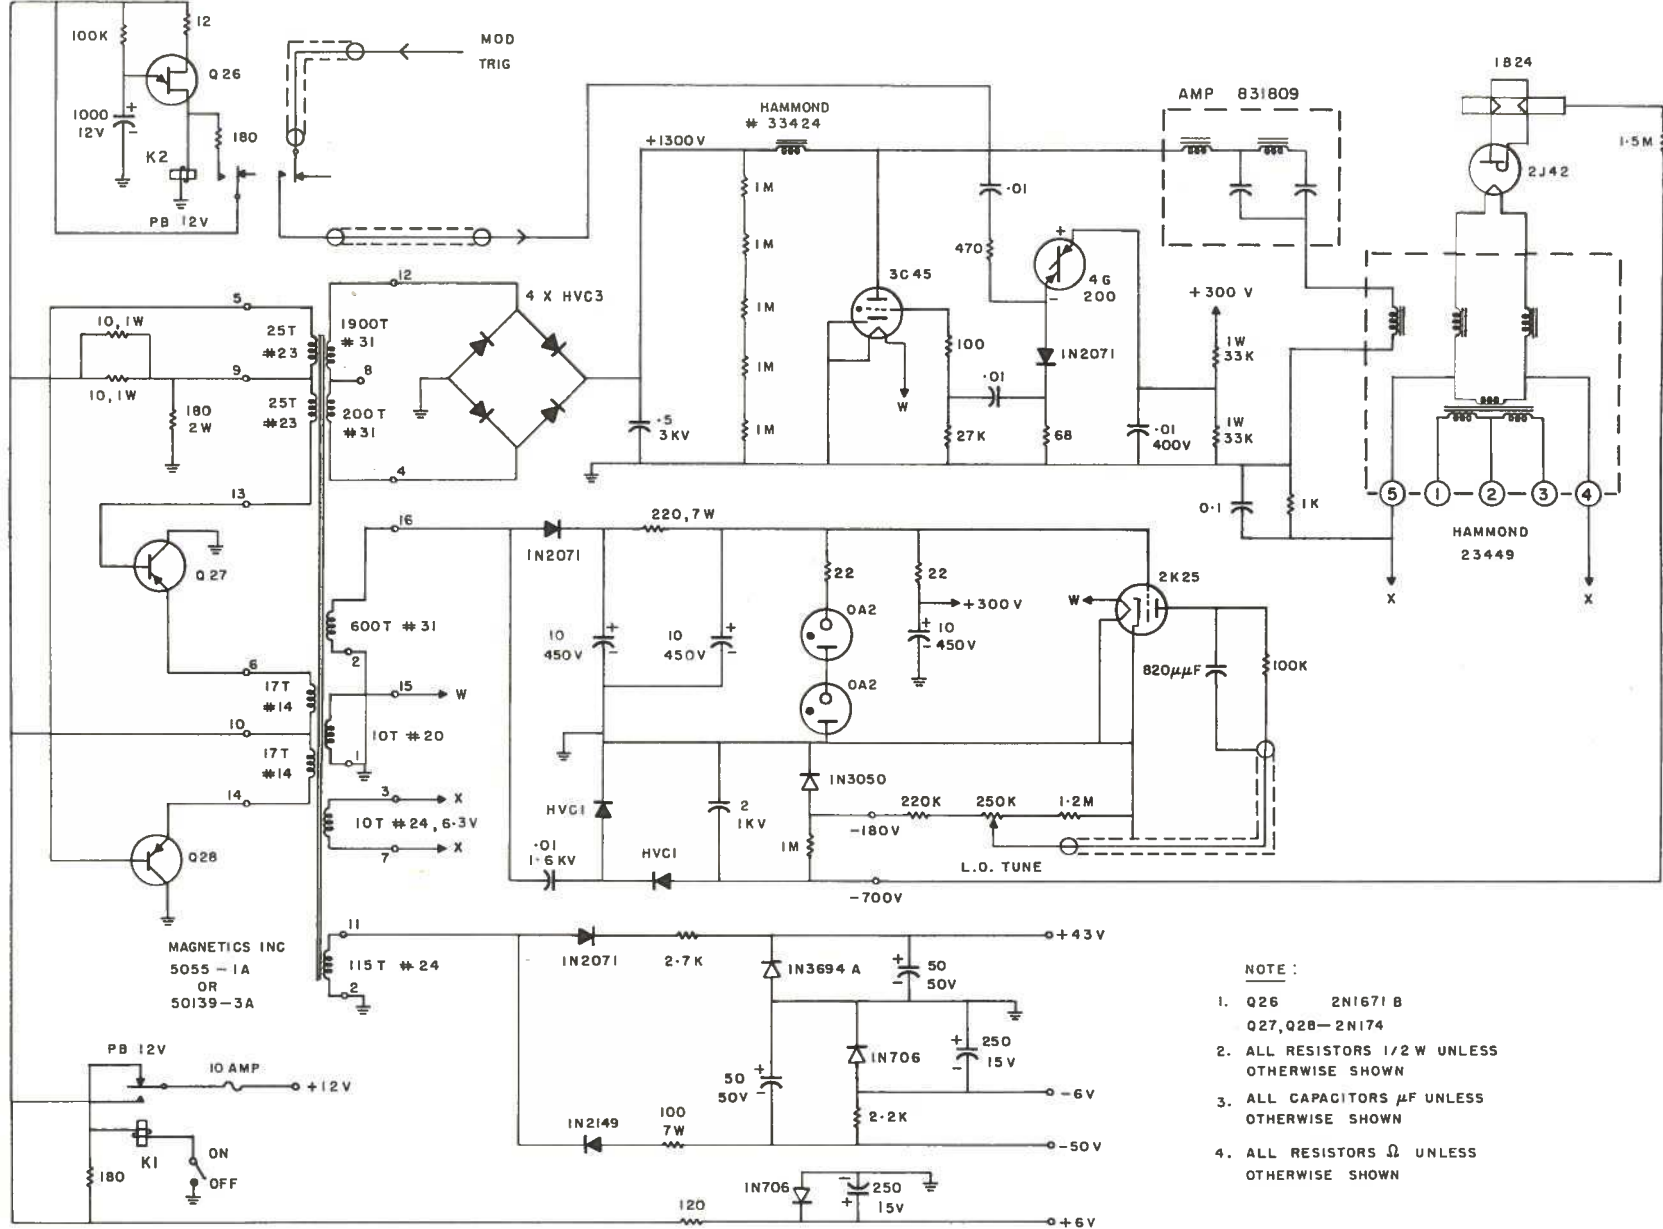 100K
12
Q26
1000
12V
+
-
180
K2
PB 12V
MOD
TRIG
HAMMOND
# 33424
+1300V
1M
1M
1M
1M
1M
.01
470
AMP 831809
1B24
1.5M
2J42
5
12
4 X HVC3
10, 1W
25T
#23
1900T
#31
9
8
10, 1W
180
2W
25T
#23
200T
#31
4
13
.5
3KV
3C45
W
100
.01
27K
+
4G
200
-
1N2071
68
.01
400V
+300 V
1W
33K
1W
33K
0.1
1K
5
1
2
3
4
HAMMOND
23449
X
X
Q27
16
1N2071
220, 7W
600T #31
2
10
450V
+
-
10
450V
+
-
22
OA2
OA2
22
+300V
+
10
450V
-
2K25
W
820µµF
100K
6
17T
#14
15
W
10
10T #20
17T
#14
1
14
3
X
10T #24, 6.3V
7
X
Q28
HVC1
.01
1.6KV
HVC1
2
1KV
1N3050
1M
-180V
220K
250K
1.2M
L.O. TUNE
-700V
MAGNETICS INC
5055-1A
OR
50139-3A
11
115T #24
2
1N2071
2.7K
1N3694A
+
50
50V
-
+43V
50
50V
+
-
1N706
+
250
15V
-
-6V
2.2K
1N2149
100
7W
-50V
PB 12V
10 AMP
+12V
K1
ON
OFF
180
120
1N706
-
+
250
15V
+6V
NOTE:
1. Q26 2N1671B
Q27,Q28—2N174
2. ALL RESISTORS 1/2W UNLESS
OTHERWISE SHOWN
3. ALL CAPACITORS µF UNLESS
OTHERWISE SHOWN
4. ALL RESISTORS Ω UNLESS
OTHERWISE SHOWN